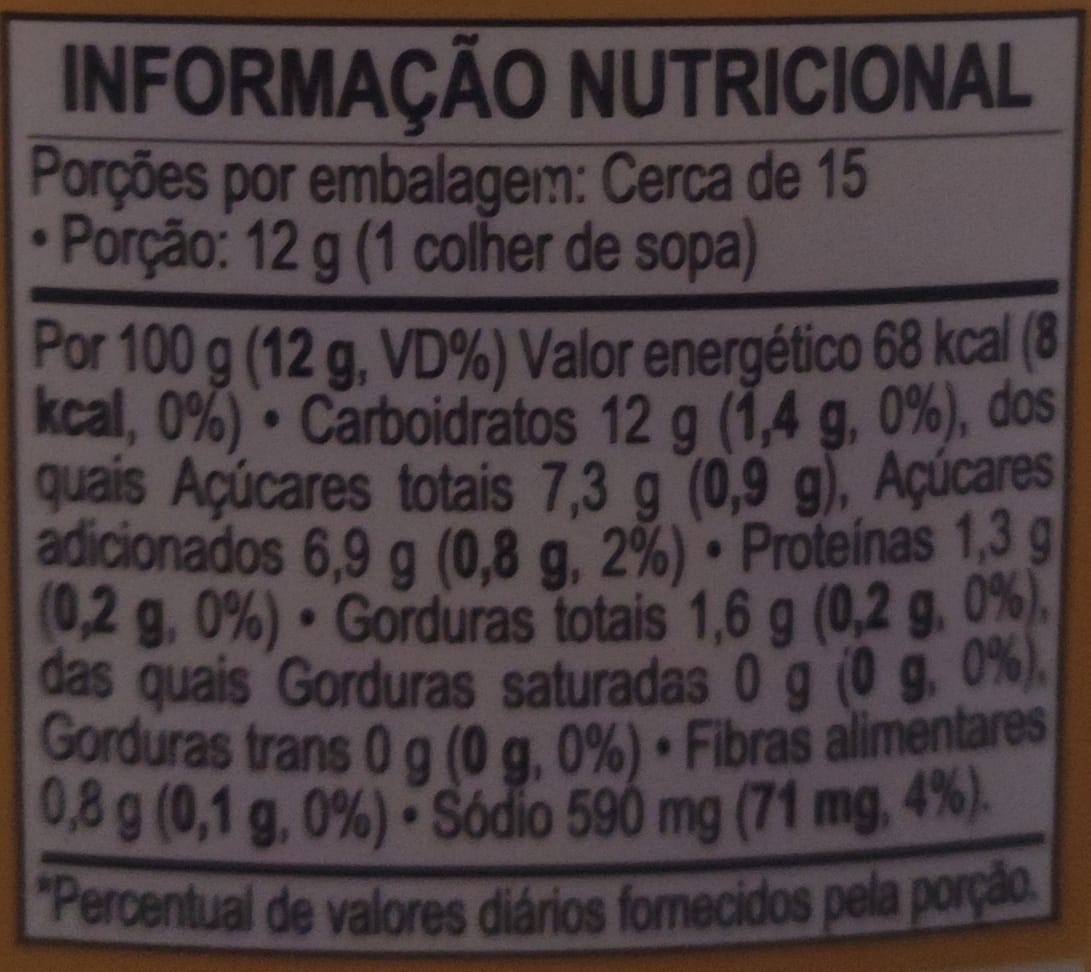 INFORMAÇÃO NUTRICIONAL
Porções por embalagem: Cerca de 15
• Porção: 12 g (1 colher de sopa)
Por 100 g (12 g, VD%) Valor energético 68 kcal (8
kcal, 0%) • Carboidratos 12 g (1,4 g, 0%), dos
quais Açúcares totais 7,3 g (0,9 g), Açúcares
adicionados 6,9 g (0,8 g, 2%) • Proteínas 1,3 g
(0,2 g, 0%) • Gorduras totais 1,6 g (0,2 g, 0%),
das quais Gorduras saturadas 0 g (0 g, 0%),
Gorduras trans 0 g (0 g, 0%) • Fibras alimentares
0,8 g (0,1 g, 0%) • Sódio 590 mg (71 mg, 4%).
*Percentual de valores diários fornecidos pela porção.